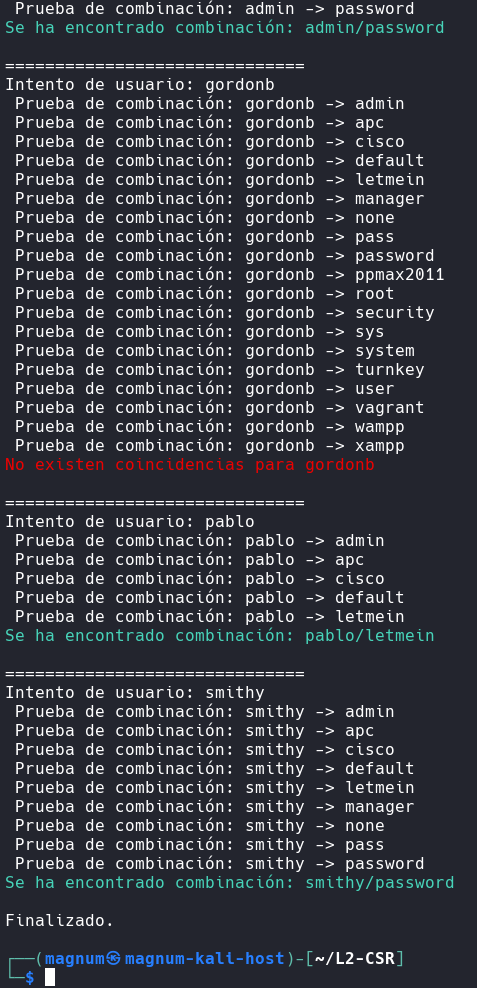 Prueba de combinación: admin -> password
Se ha encontrado combinación: admin/password
==============================
Intento de usuario: gordonb
Prueba de combinación: gordonb -> admin
Prueba de combinación: gordonb -> apc
Prueba de combinación: gordonb -> cisco
Prueba de combinación: gordonb -> default
Prueba de combinación: gordonb -> letmein
Prueba de combinación: gordonb -> manager
Prueba de combinación: gordonb -> none
Prueba de combinación: gordonb -> pass
Prueba de combinación: gordonb -> password
Prueba de combinación: gordonb -> ppmax2011
Prueba de combinación: gordonb -> root
Prueba de combinación: gordonb -> security
Prueba de combinación: gordonb -> sys
Prueba de combinación: gordonb -> system
Prueba de combinación: gordonb -> turnkey
Prueba de combinación: gordonb -> user
Prueba de combinación: gordonb -> vagrant
Prueba de combinación: gordonb -> wampp
Prueba de combinación: gordonb -> xampp
No existen coincidencias para gordonb
==============================
Intento de usuario: pablo
Prueba de combinación: pablo -> admin
Prueba de combinación: pablo -> apc
Prueba de combinación: pablo -> cisco
Prueba de combinación: pablo -> default
Prueba de combinación: pablo -> letmein
Se ha encontrado combinación: pablo/letmein
==============================
Intento de usuario: smithy
Prueba de combinación: smithy -> admin
Prueba de combinación: smithy -> apc
Prueba de combinación: smithy -> cisco
Prueba de combinación: smithy -> default
Prueba de combinación: smithy -> letmein
Prueba de combinación: smithy -> manager
Prueba de combinación: smithy -> none
Prueba de combinación: smithy -> pass
Prueba de combinación: smithy -> password
Se ha encontrado combinación: smithy/password
Finalizado.
┌──(magnum㉿magnum-kali-host)-[~/L2-CSR]
└─$